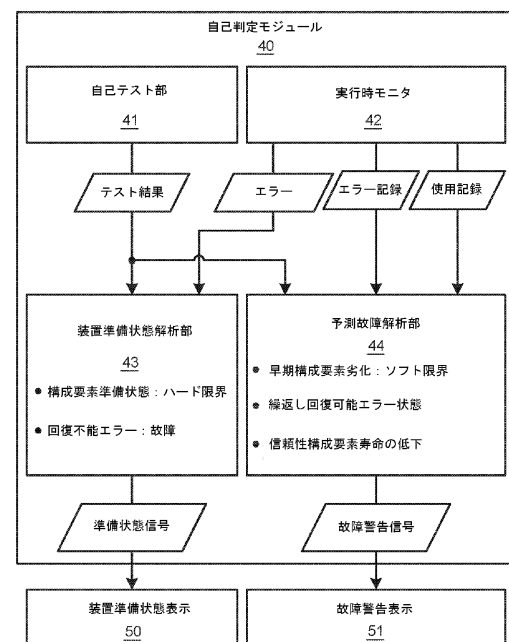 自己判定モジュール
40
自己テスト部
41
実行時モニタ
42
テスト結果
エラー
エラー記録
使用記録
装置準備状態解析部
43
● 構成要素準備状態：ハード限界
● 回復不能エラー：故障
予測故障解析部
44
● 早期構成要素劣化：ソフト限界
● 繰返し回復可能エラー状態
● 信頼性構成要素寿命の低下
準備状態信号
故障警告信号
装置準備状態表示
50
故障警告表示
51